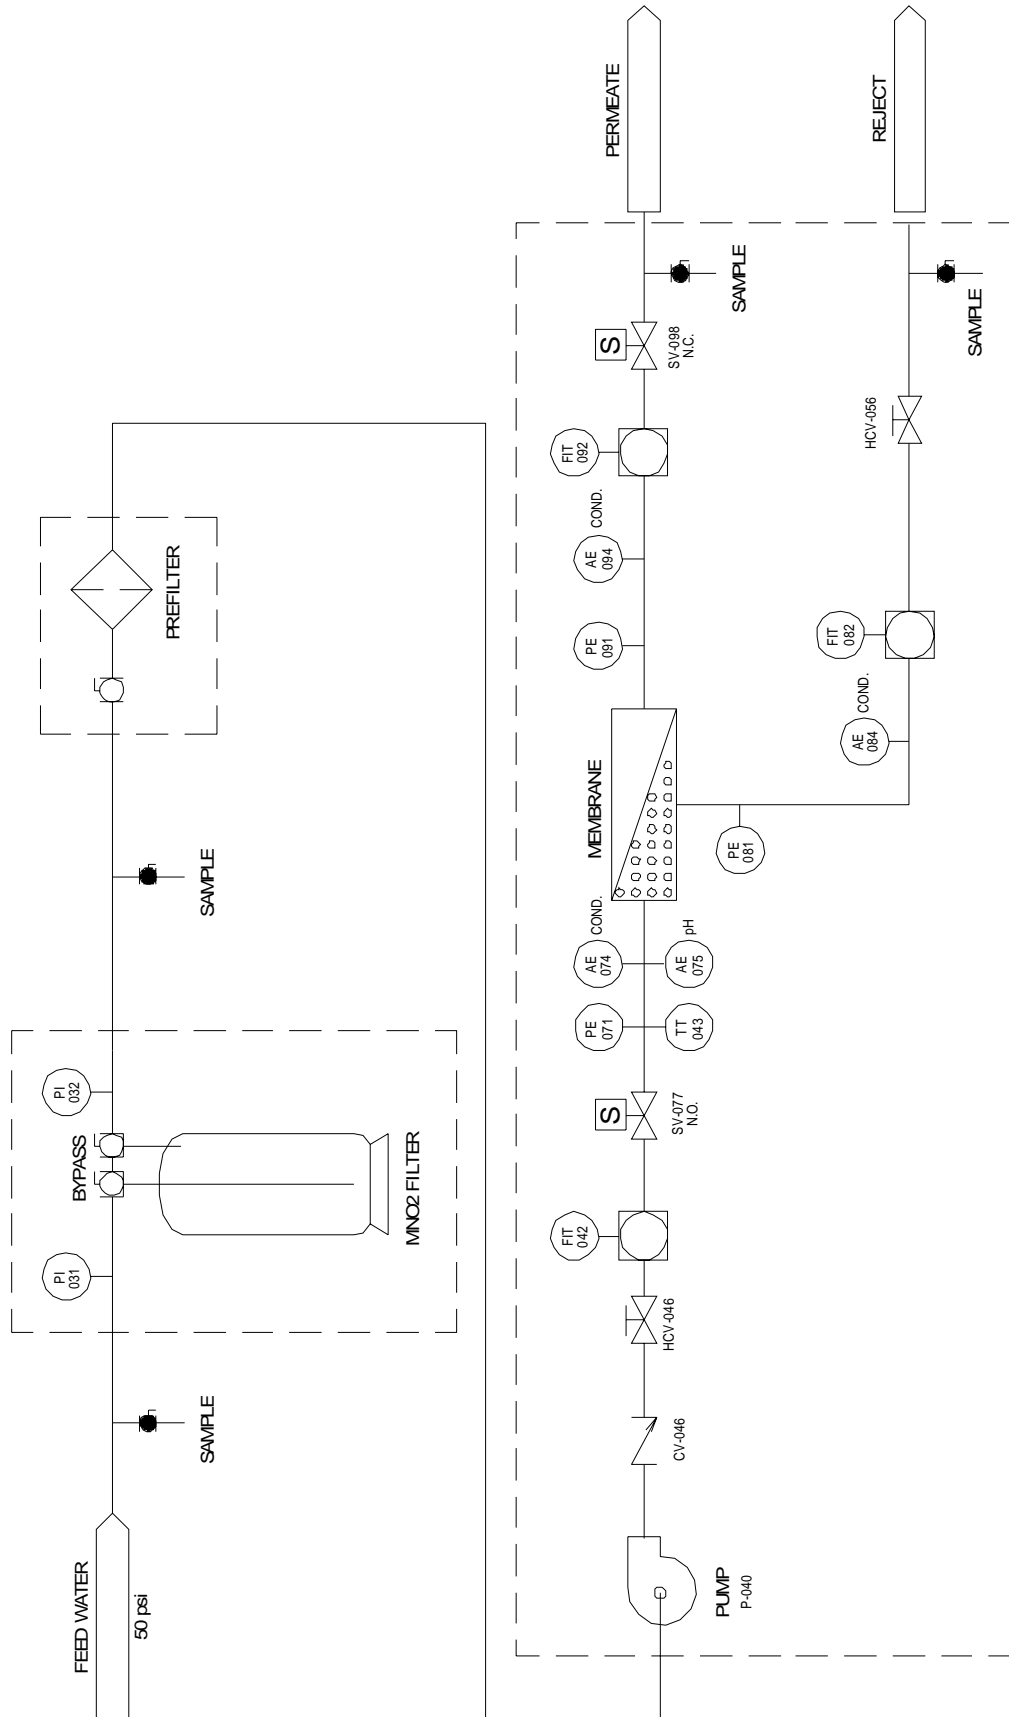 FEED WATER
50 psi
SAMPLE
PI
031
BYPASS
PI
032
MNO2 FILTER
SAMPLE
PREFILTER
PUMP
P-040
CV-046
HCV-046
FIT
042
S
SV-077
N.O.
PE
071
TT
043
AE
074
COND.
AE
075
pH
MEMBRANE
PE
091
AE
094
COND.
FIT
092
S
SV-098
N.C.
SAMPLE
PERMEATE
PE
081
AE
084
COND.
FIT
082
HCV-056
SAMPLE
REJECT